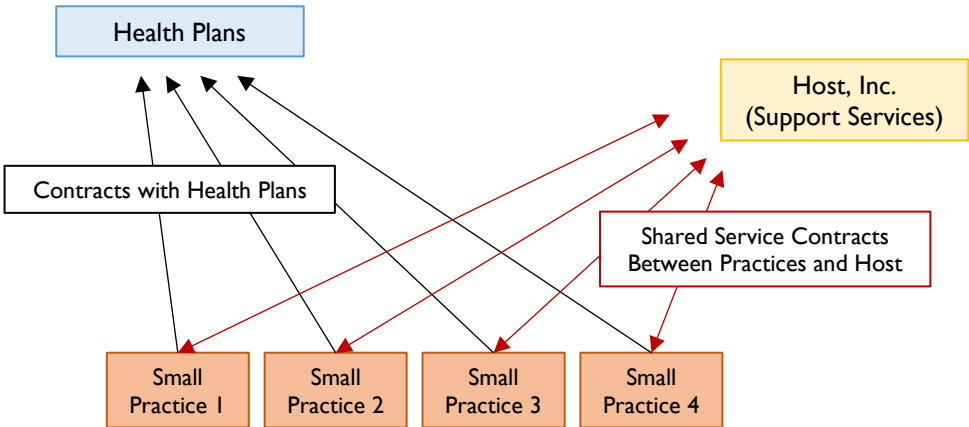 Health Plans
Host, Inc.
(Support Services)
Contracts with Health Plans
Shared Service Contracts
Between Practices and Host
Small
Practice 1
Small
Practice 2
Small
Practice 3
Small
Practice 4